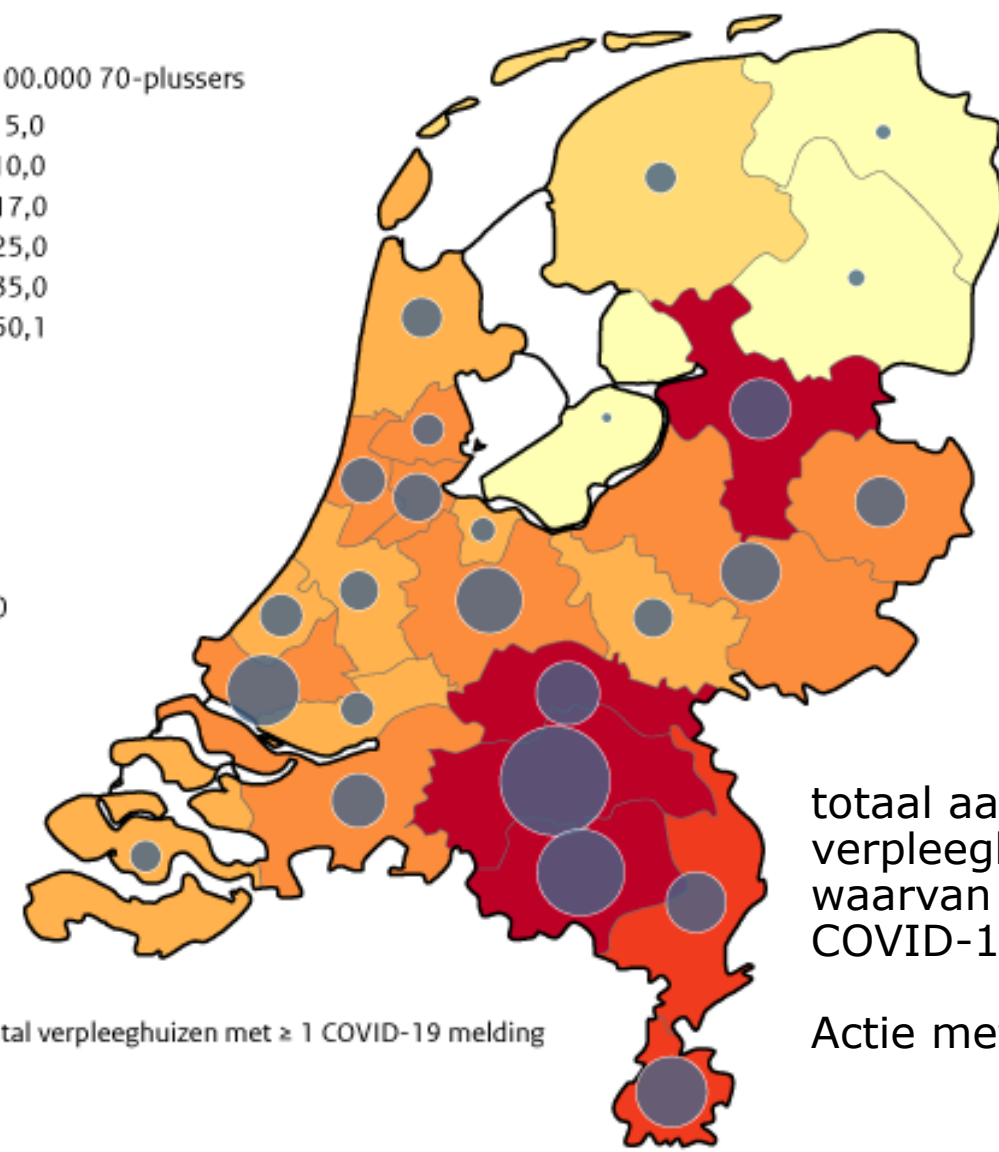 00.000 70-plussers
5,0
10,0
17,0
25,0
35,0
50,1
0
totaal aa
verpleegh
waarvan
COVID-1
tal verpleeghuizen met ≥ 1 COVID-19 melding
Actie me